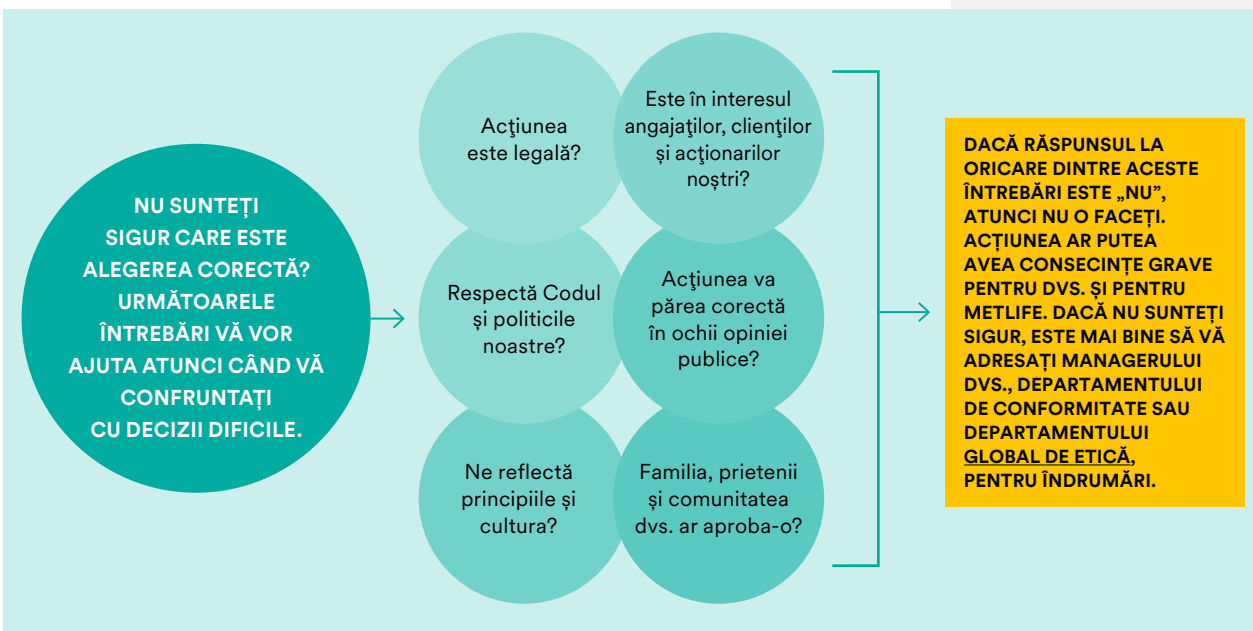 NU SUNTEȚI
SIGUR CARE ESTE
ALEGEREA CORECTĂ?
URMĂTOARELE
ÎNTREBĂRI VĂ VOR
AJUTA ATUNCI CÂND VĂ
CONFRUNTAȚI
CU DECIZII DIFICILE.
Acţiunea
este legală?
Este în interesul
angajaţilor, clienţilor
și acţionarilor
noștri?
Respectă Codul
și politicile
noastre?
Acţiunea va
părea corectă
în ochii opiniei
publice?
Ne reflectă
principiile și
cultura?
Familia, prietenii
și comunitatea
dvs. ar aproba-o?
DACĂ RĂSPUNSUL LA
ORICARE DINTRE ACESTE
ÎNTREBĂRI ESTE „NU”,
ATUNCI NU O FACEȚI.
ACȚIUNEA AR PUTEA
AVEA CONSECINȚE GRAVE
PENTRU DVS. ȘI PENTRU
METLIFE. DACĂ NU SUNTEȚI
SIGUR, ESTE MAI BINE SĂ VĂ
ADRESAȚI MANAGERULUI
DVS., DEPARTAMENTULUI
DE CONFORMITATE SAU
DEPARTAMENTULUI
GLOBAL DE ETICĂ,
PENTRU ÎNDRUMĂRI.